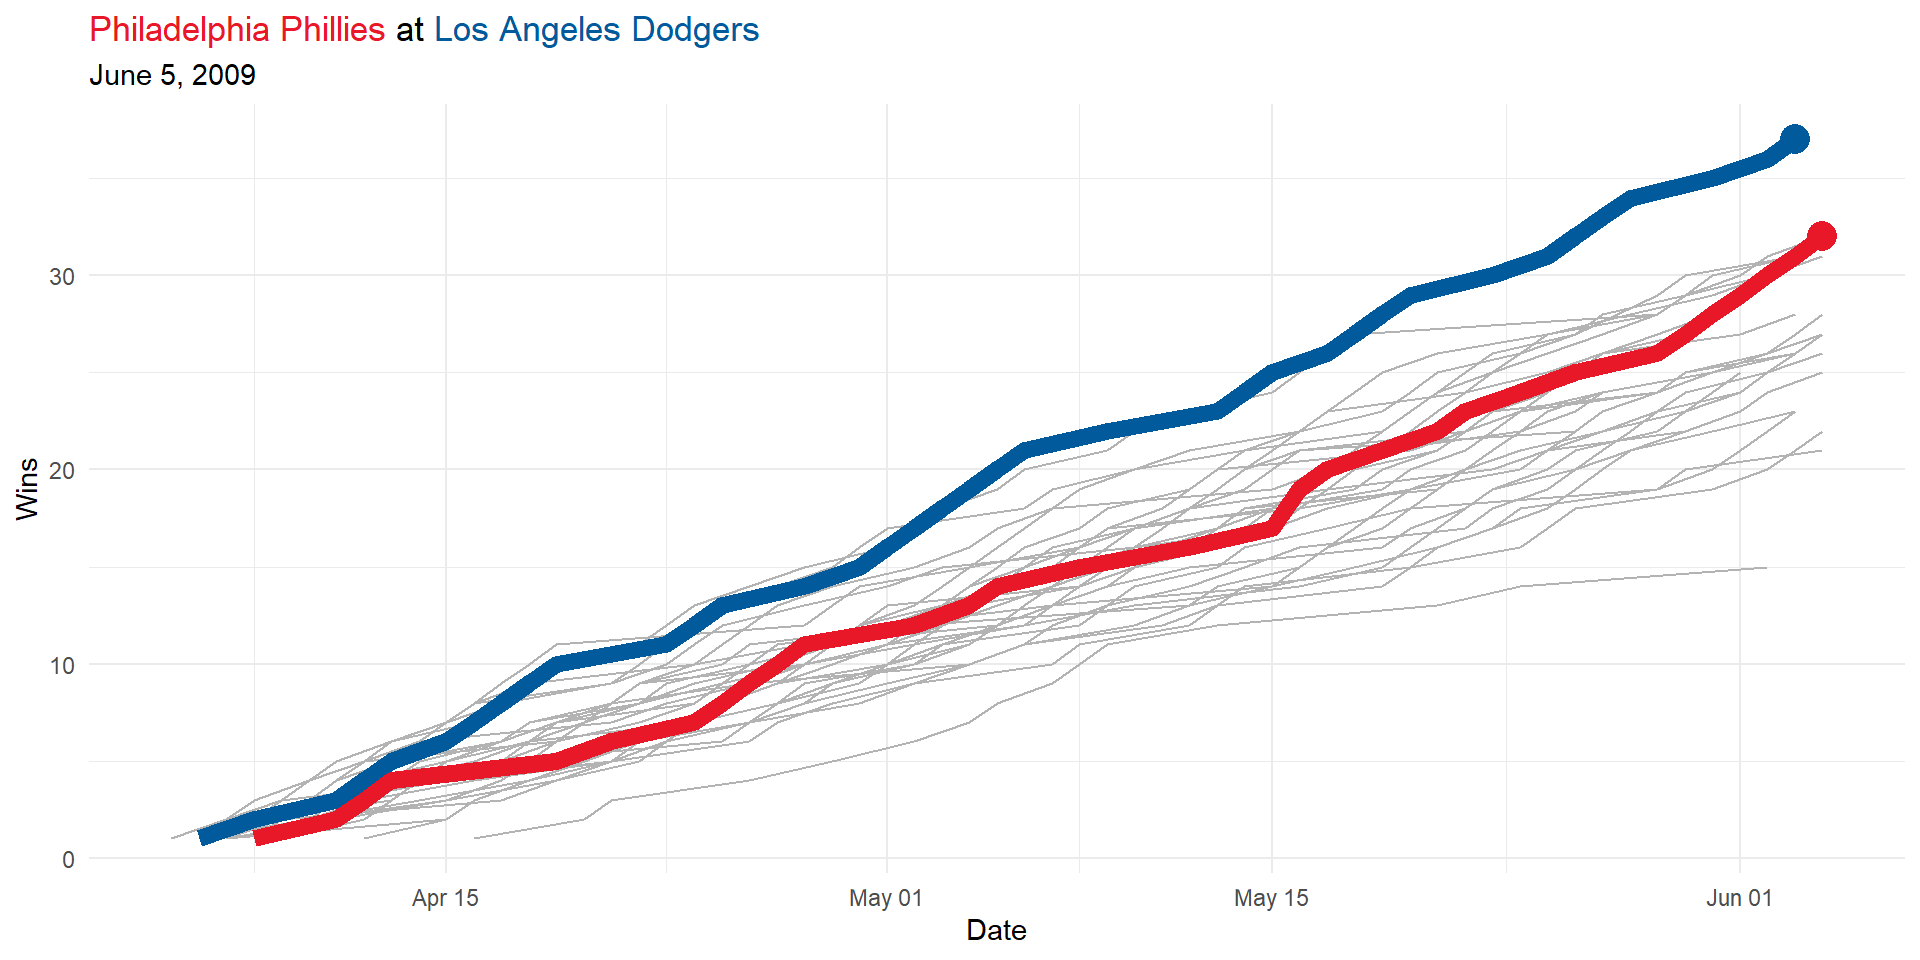 Philadelphia Phillies at Los Angeles Dodgers
June 5, 2009
Wins
30
20
10
0
Apr 15
May 01
May 15
Jun 01
Date